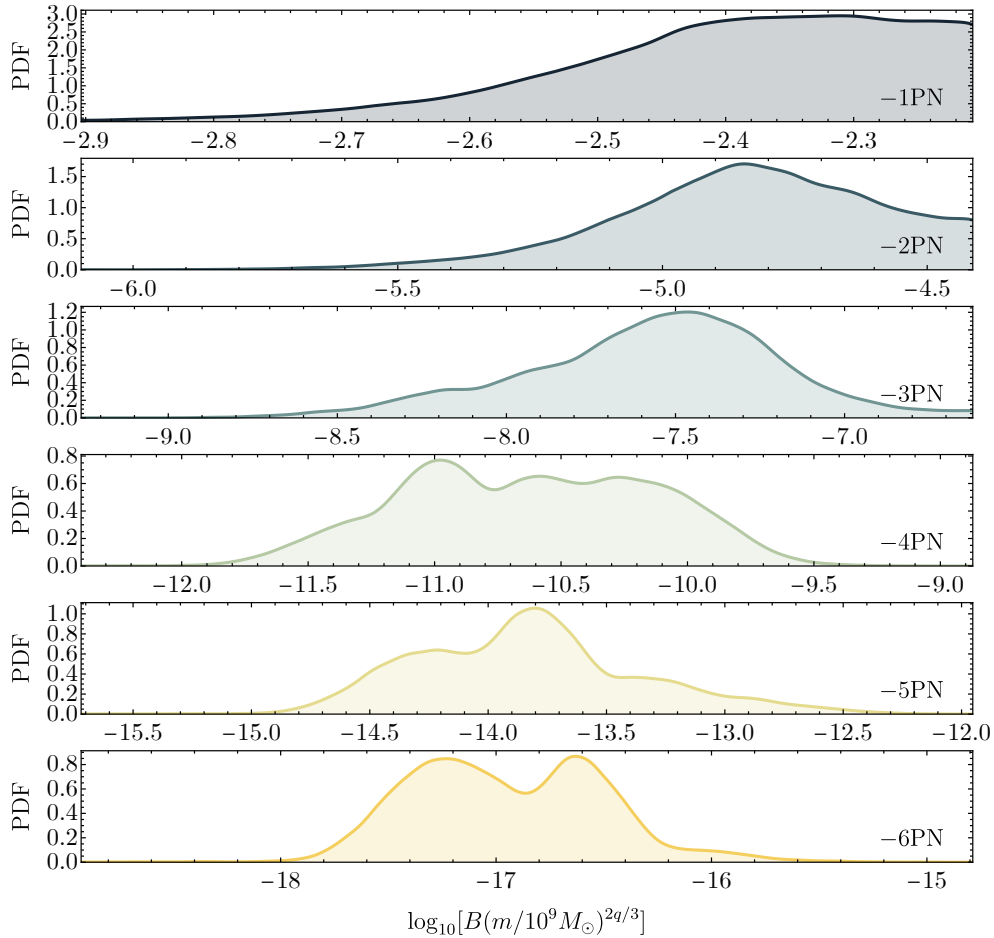 PDF
3.0
2.5
2.0
1.5
1.0
0.5
0.0
−1PN
−2.9 −2.8 −2.7 −2.6 −2.5 −2.4 −2.3
PDF
1.5
1.0
0.5
0.0
−2PN
−6.0 −5.5 −5.0 −4.5
PDF
1.2
1.0
0.8
0.6
0.4
0.2
0.0
−3PN
−9.0 −8.5 −8.0 −7.5 −7.0
PDF
0.8
0.6
0.4
0.2
0.0
−4PN
−12.0 −11.5 −11.0 −10.5 −10.0 −9.5 −9.0
PDF
1.0
0.8
0.6
0.4
0.2
0.0
−5PN
−15.5 −15.0 −14.5 −14.0 −13.5 −13.0 −12.5 −12.0
PDF
0.8
0.6
0.4
0.2
0.0
−6PN
−18 −17 −16 −15
log₁₀[B(m/10⁹M⊙)^{2q/3}]